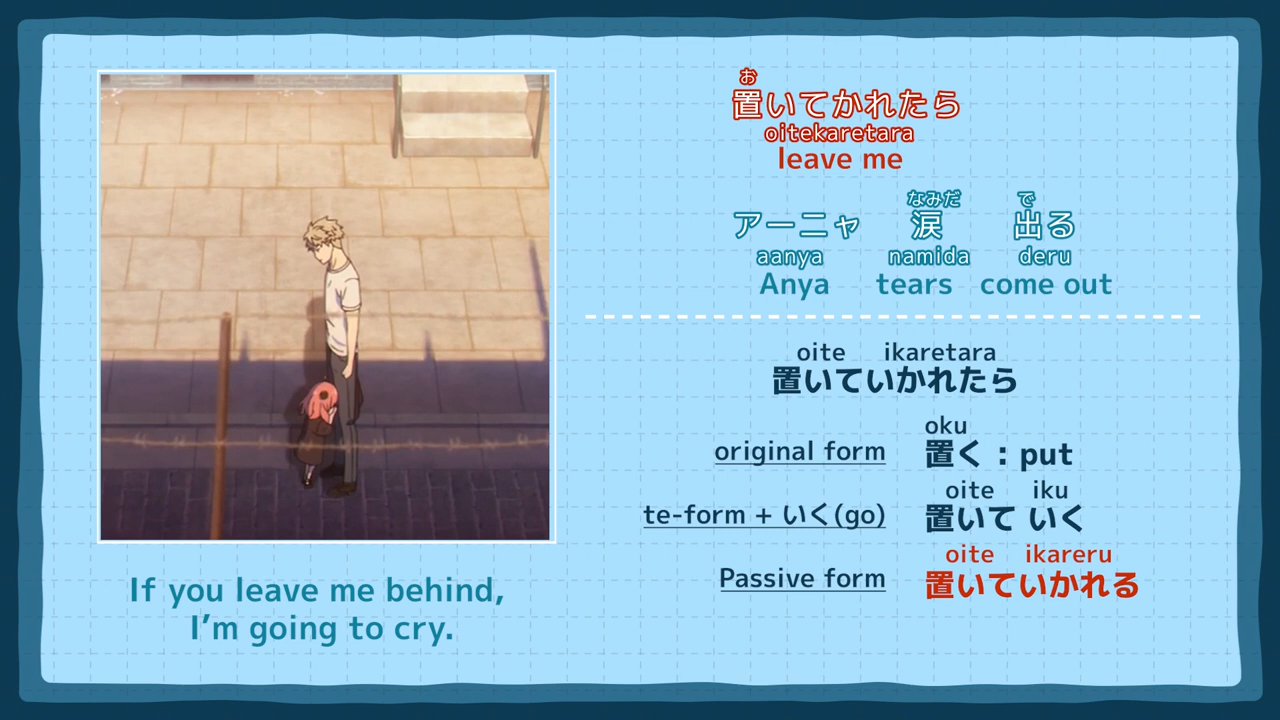 お
置いてかれたら
oitekaretara
leave me
なみだ で
アーニャ 涙 出る
aanya namida deru
Anya tears come out
oite ikaretara
置いていかれたら
oku
original form 置く : put
oite iku
te-form + いく(go) 置いて いく
oite ikareru
Passive form 置いていかれる
If you leave me behind,
I’m going to cry.